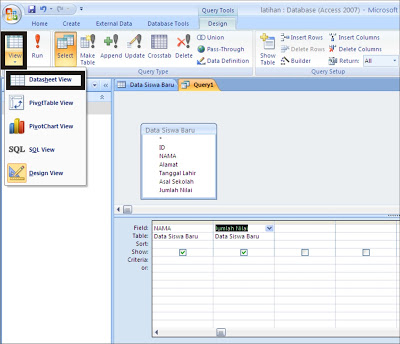 Query Tools
latihan : Database (Access 2007) - Microsoft
Home Create External Data Database Tools Design
View Run Select Make Table Append Update Crosstab Delete
Union
Pass-Through
Data Definition
Show Table
Insert Rows
Delete Rows
Builder
Insert Columns
Delete Columns
Return: All
Query Type
Query Setup
Datasheet View
PivotTable View
PivotChart View
SQL SQL View
Design View
Data Siswa Baru Query1
Data Siswa Baru
*
ID
NAMA
Alamat
Tanggal Lahir
Asal Sekolah
Jumlah Nilai
Field: NAMA Jumlah Nilai
Table: Data Siswa Baru Data Siswa Baru
Sort:
Show:
Criteria:
or: